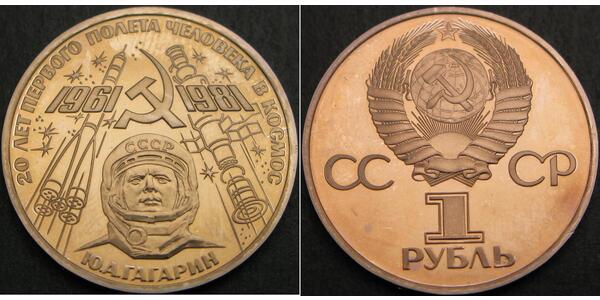 20 ЛЕТ ПЕРВОГО ПОЛЕТА ЧЕЛОВЕКА В КОСМОС
1961 1981
СССР
Ю.А.ГАГАРИН
СС СР
1
РУБЛЬ